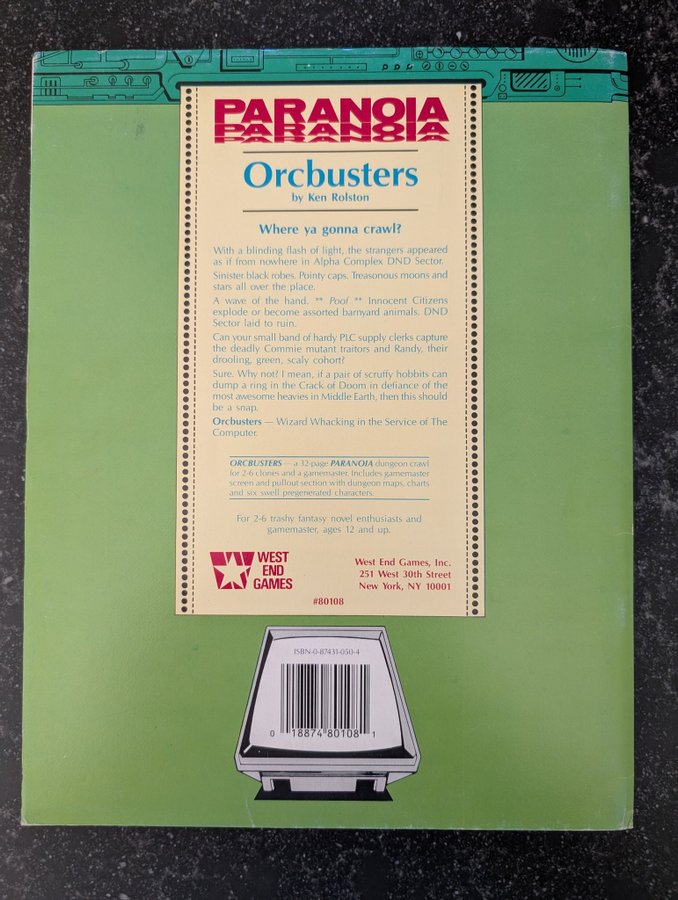 PARANOIA
PARANOIA
PARANOIA
Orcbusters
by Ken Rolston
Where ya gonna crawl?
With a blinding flash of light, the strangers appeared
as if from nowhere in Alpha Complex DND Sector.
Sinister black robes. Pointy caps. Treasonous moons and
stars all over the place.
A wave of the hand. ** Poof ** Innocent Citizens
explode or become assorted barnyard animals. DND
Sector laid to ruin.
Can your small band of hardy PLC supply clerks capture
the deadly Commie mutant traitors and Randy, their
drooling, green, scaly cohort?
Sure. Why not? I mean, if a pair of scruffy hobbits can
dump a ring in the Crack of Doom in defiance of the
most awesome heavies in Middle Earth, then this should
be a snap.
Orcbusters — Wizard Whacking in the Service of The
Computer.
ORCBUSTERS — a 32-page PARANOIA dungeon crawl
for 2-6 clones and a gamemaster. Includes gamemaster
screen and pullout section with dungeon maps, charts
and six swell pregenerated characters.
For 2-6 trashy fantasy novel enthusiasts and
gamemaster, ages 12 and up.
WEST
END
GAMES
West End Games, Inc.
251 West 30th Street
New York, NY 10001
#80108
ISBN-0-87431-050-4
0 18874 80108 1